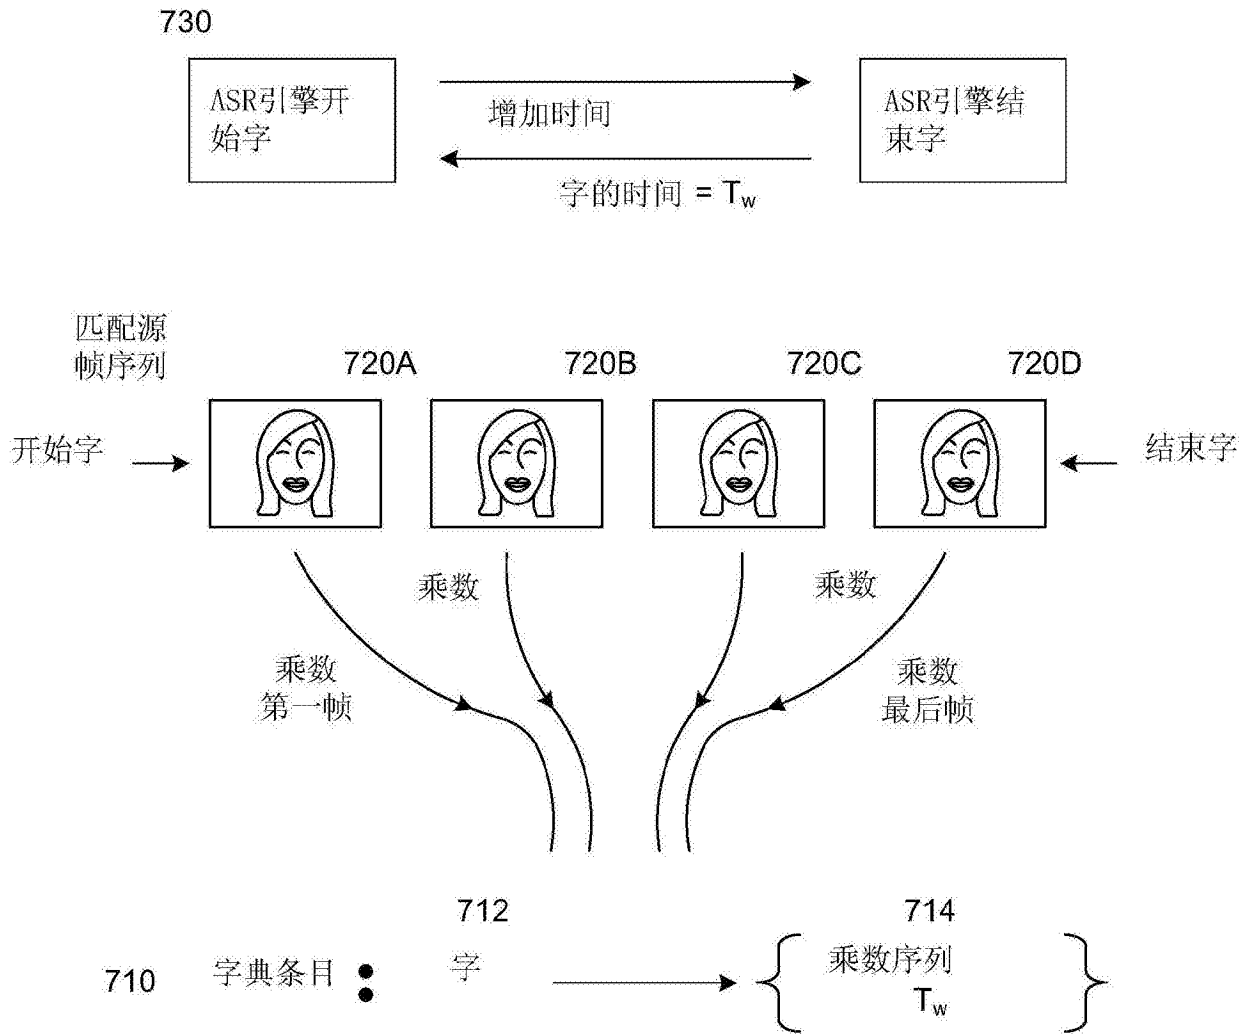 730
ASR引擎开
始字
增加时间
字的时间 = Tw
ASR引擎结
束字
匹配源
帧序列
720A
720B
720C
720D
开始字
结束字
乘数
乘数
乘数
第一帧
乘数
最后帧
712
714
710
字典条目:
字
乘数序列
Tw